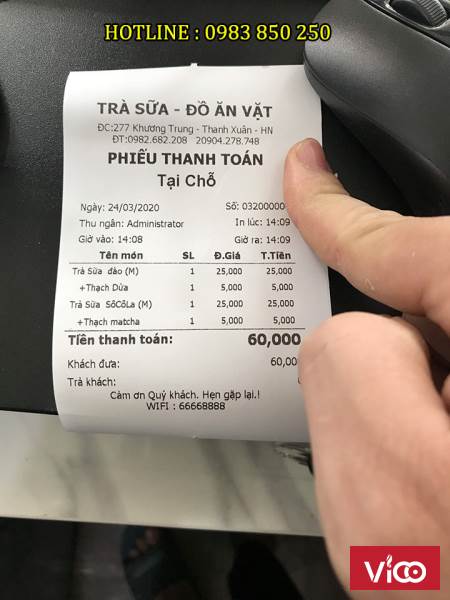 HOTLINE : 0983 850 250
TRÀ SỮA - ĐỒ ĂN VẶT
ĐC:277 Khương Trung - Thanh Xuân - HN
ĐT:0982.682.208 20904.278.748
PHIẾU THANH TOÁN
Tại Chỗ
Ngày: 24/03/2020 Số: 03200000
Thu ngân: Administrator In lúc: 14:09
Giờ vào: 14:08 Giờ ra: 14:09
Tên món SL Đ.Giá T.Tiền
Trà Sữa đào (M) 1 25,000 25,000
+Thạch Dừa 1 5,000 5,000
Trà Sữa SôCôLa (M) 1 25,000 25,000
+Thạch matcha 1 5,000 5,000
Tiền thanh toán: 60,000
Khách đưa: 60,00
Trả khách:
Cảm ơn Quý khách. Hẹn gặp lại.!
WIFI : 66668888
Vico